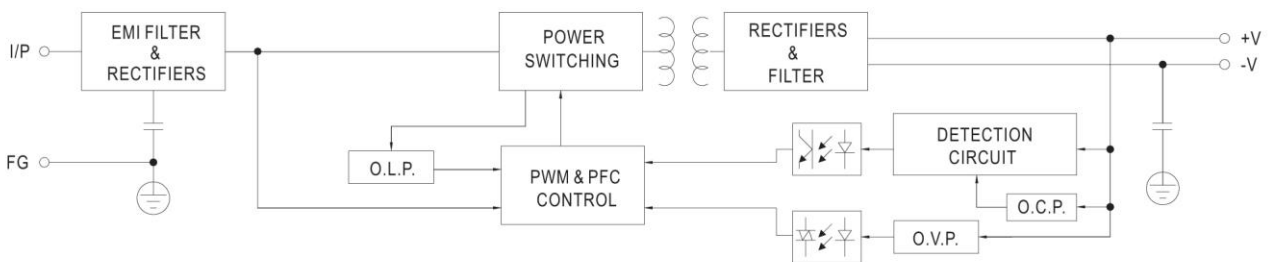 I/P
EMI FILTER
&
RECTIFIERS
POWER
SWITCHING
RECTIFIERS
&
FILTER
+V
-V
FG
O.L.P.
PWM & PFC
CONTROL
DETECTION
CIRCUIT
O.C.P.
O.V.P.